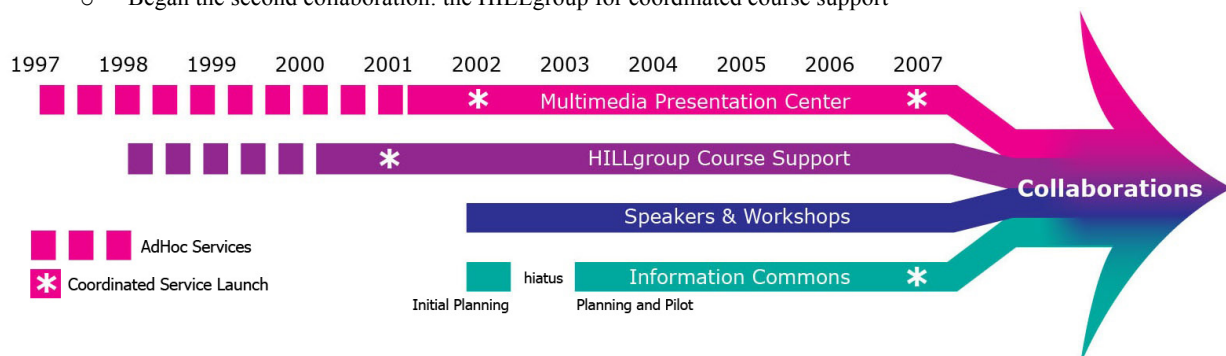 o Began the second collaboration: the HILLgroup for coordinated course support
1997 1998 1999 2000 2001 2002 2003 2004 2005 2006 2007
* Multimedia Presentation Center *
* HILLgroup Course Support
Collaborations
Speakers & Workshops
AdHoc Services
hiatus Information Commons *
* Coordinated Service Launch
Initial Planning Planning and Pilot